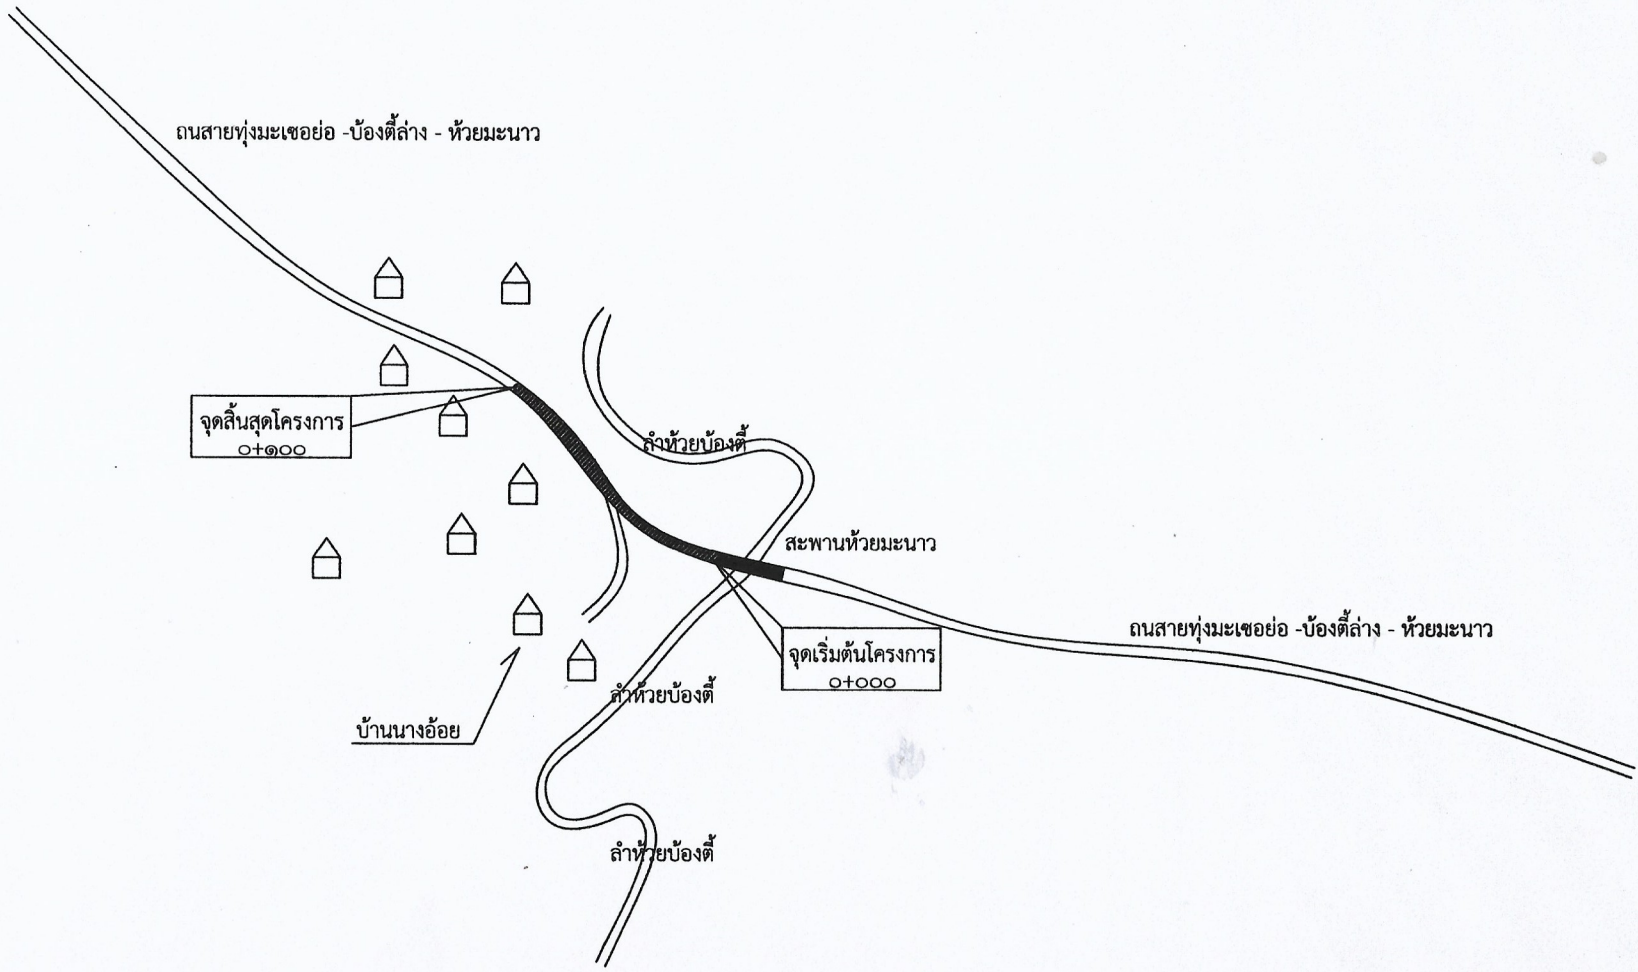 ถนสายทุ่งมะเซอย่อ -บ้องตี้ล่าง - ห้วยมะนาว
จุดสิ้นสุดโครงการ
๐+๑๐๐
ลำห้วยบ้องตี้
สะพานห้วยมะนาว
ถนสายทุ่งมะเซอย่อ -บ้องตี้ล่าง - ห้วยมะนาว
จุดเริ่มต้นโครงการ
๐+๐๐๐
ลำห้วยบ้องตี้
บ้านนางอ้อย
ลำห้วยบ้องตี้